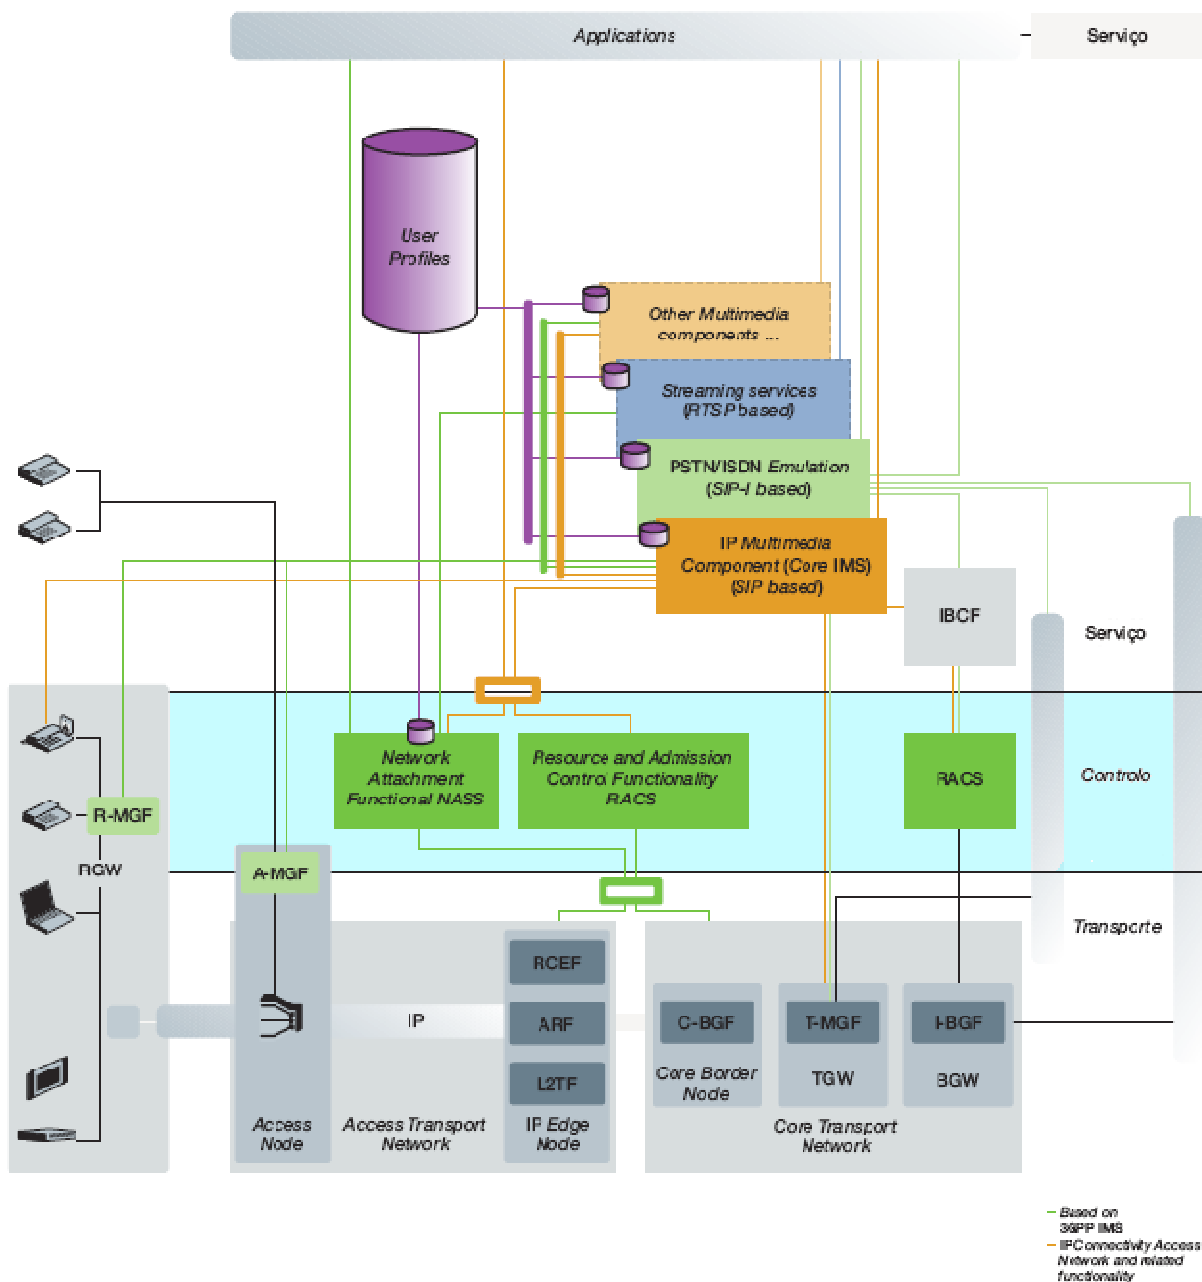 Applications
Serviço
User
Profiles
Other Multimedia
components ...
Streaming services
(RTSP based)
PSTN/ISDN Emulation
(SIP-I based)
IP Multimedia
Component (Core IMS)
(SIP based)
IBCF
Serviço
Network
Attachment
Functional NASS
Resource and Admission
Control Functionality
RACS
RACS
Controlo
R-MGF
RGW
A-MGF
Transporte
RCEF
IP
ARF
C-BGF
T-MGF
I-BGF
L2TF
Core Border
Node
TGW
BGW
Access
Node
Access Transport
Network
IP Edge
Node
Core Transport
Network
Based on
3GPP IMS
IPConnectivity Access
Network and related
functionality